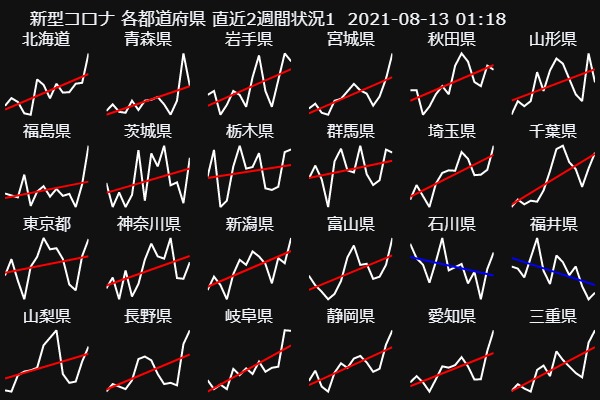 新型コロナ 各都道府県 直近2週間状況1 2021-08-13 01:18
北海道 青森県 岩手県 宮城県 秋田県 山形県
福島県 茨城県 栃木県 群馬県 埼玉県 千葉県
東京都 神奈川県 新潟県 富山県 石川県 福井県
山梨県 長野県 岐阜県 静岡県 愛知県 三重県